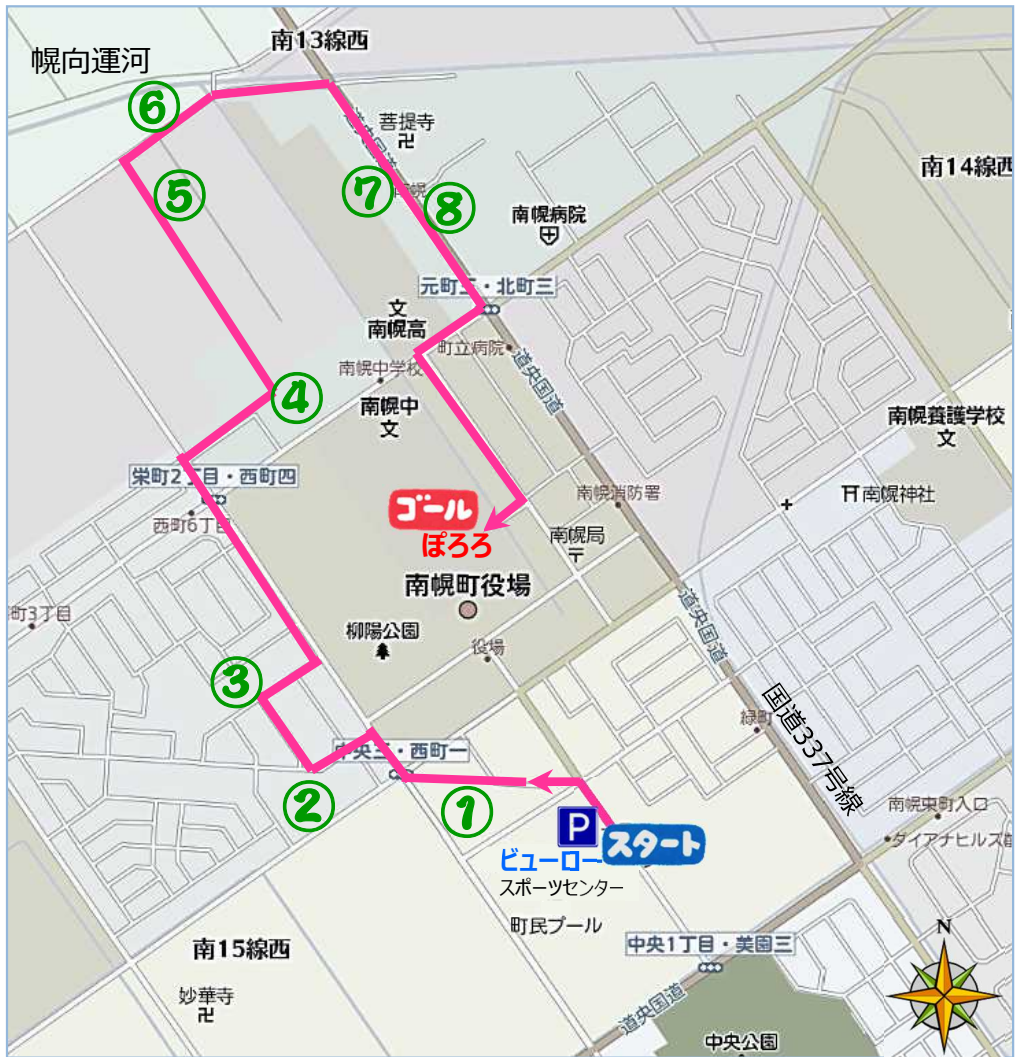 南13線西
幌向運河
⑥
菩提寺
道央国道
⑤
⑦
⑧
南幌
南14線西
南幌病院
元町三・北町三
文
南幌高
町立病院
南幌中学校
道央国道
④
南幌中
文
南幌養護学校
文
栄町2丁目・西町四
南幌消防署
南幌神社
西町6丁目
ゴール
ぽろろ
南幌局
〒
南幌町役場
道央国道
町3丁目
柳陽公園
役場
③
国道337号線
緑町
中央三・西町一
②
①
P
スタート
ビューロー
スポーツセンター
南幌東町入口
ダイアナヒルズ
町民プール
N
南15線西
中央1丁目・美園三
妙華寺
道央国道
中央公園